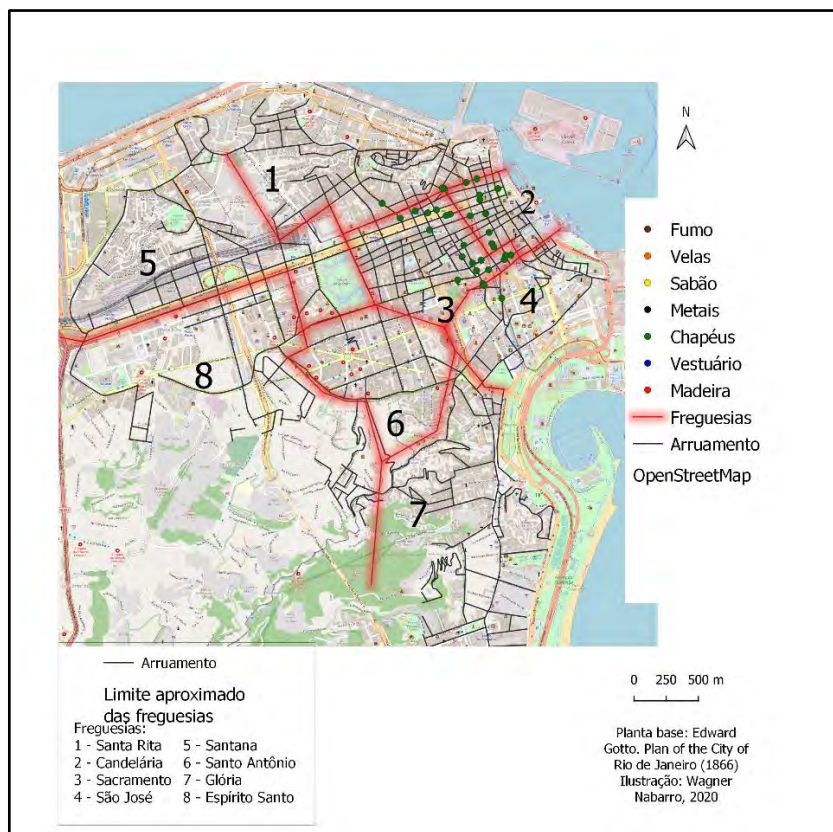 N
1
2
3
4
5
6
7
8
Fumo
Velas
Sabão
Metais
Chapéus
Vestuário
Madeira
Freguesias
Arruamento
OpenStreetMap
Arruamento
Limite aproximado
das freguesias
Freguesias:
1 - Santa Rita 5 - Santana
2 - Candelária 6 - Santo Antônio
3 - Sacramento 7 - Glória
4 - São José 8 - Espírito Santo
0 250 500 m
Planta base: Edward
Gotto. Plan of the City of
Rio de Janeiro (1866)
Ilustração: Wagner
Nabarro, 2020